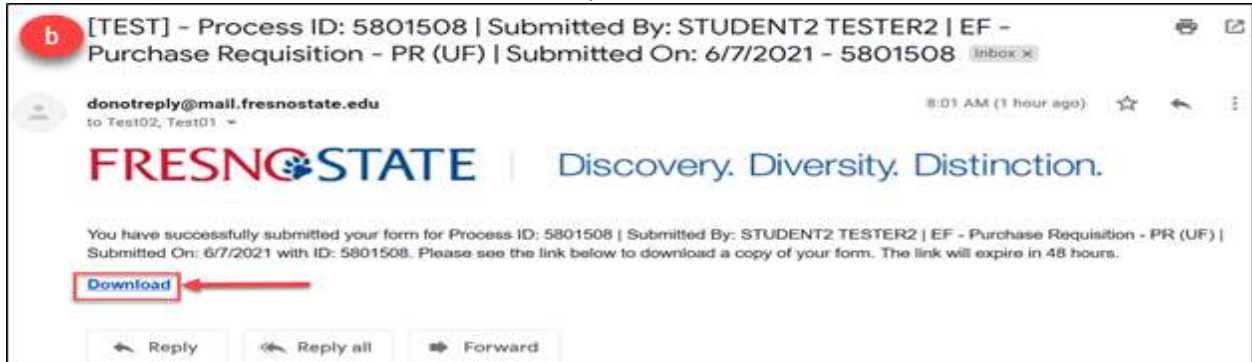 b
[TEST] - Process ID: 5801508 | Submitted By: STUDENT2 TESTER2 | EF -
Purchase Requisition - PR (UF) | Submitted On: 6/7/2021 - 5801508 Inbox ×
donotreply@mail.fresnostate.edu 8:01 AM (1 hour ago)
to Test02, Test01
FRESNO STATE Discovery. Diversity. Distinction.
You have successfully submitted your form for Process ID: 5801508 | Submitted By: STUDENT2 TESTER2 | EF - Purchase Requisition - PR (UF) |
Submitted On: 6/7/2021 with ID: 5801508. Please see the link below to download a copy of your form. The link will expire in 48 hours.
Download
Reply Reply all Forward